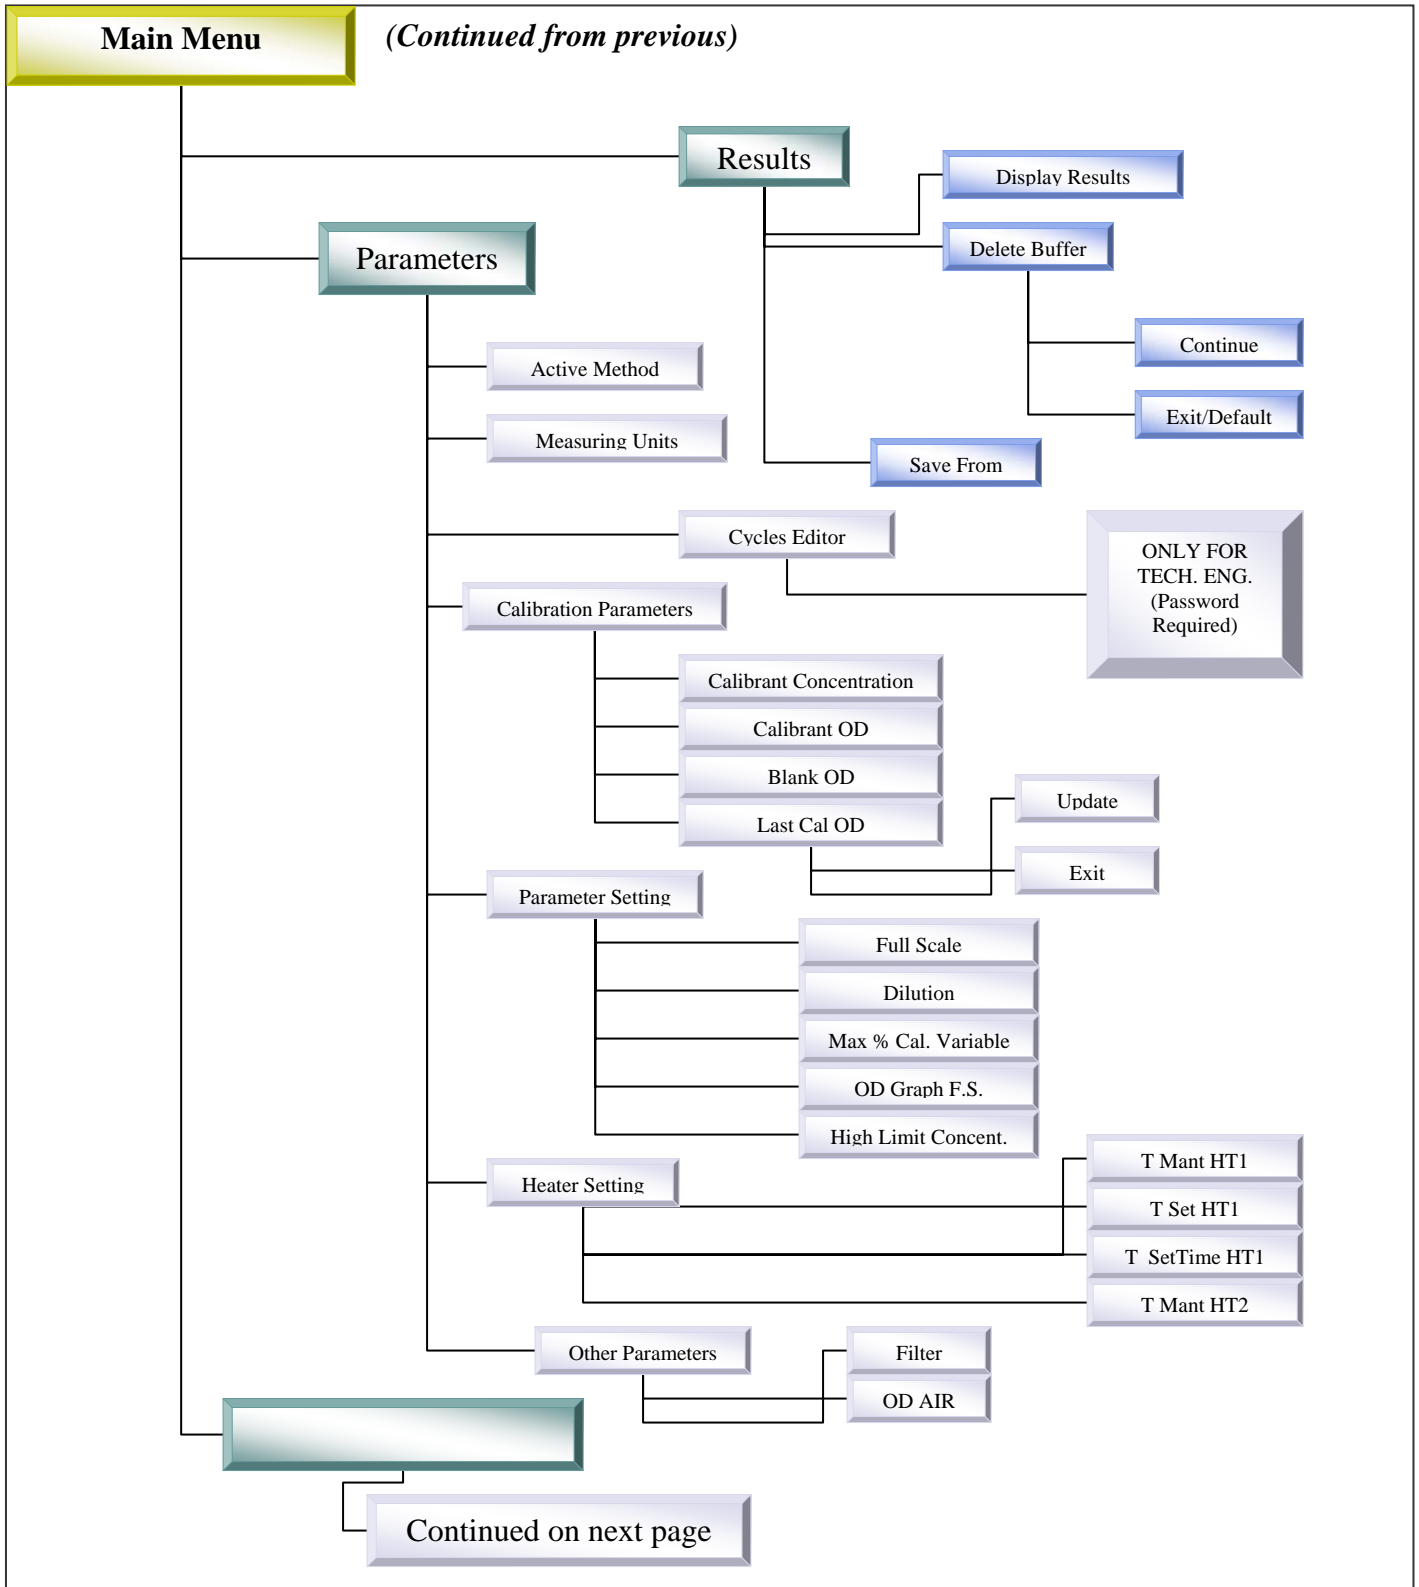 Main Menu
(Continued from previous)
Results
Display Results
Parameters
Delete Buffer
Continue
Active Method
Exit/Default
Measuring Units
Save From
Cycles Editor
ONLY FOR
TECH. ENG.
(Password
Required)
Calibration Parameters
Calibrant Concentration
Calibrant OD
Blank OD
Last Cal OD
Update
Exit
Parameter Setting
Full Scale
Dilution
Max % Cal. Variable
OD Graph F.S.
High Limit Concent.
Heater Setting
T Mant HT1
T Set HT1
T SetTime HT1
T Mant HT2
Other Parameters
Filter
OD AIR
Continued on next page